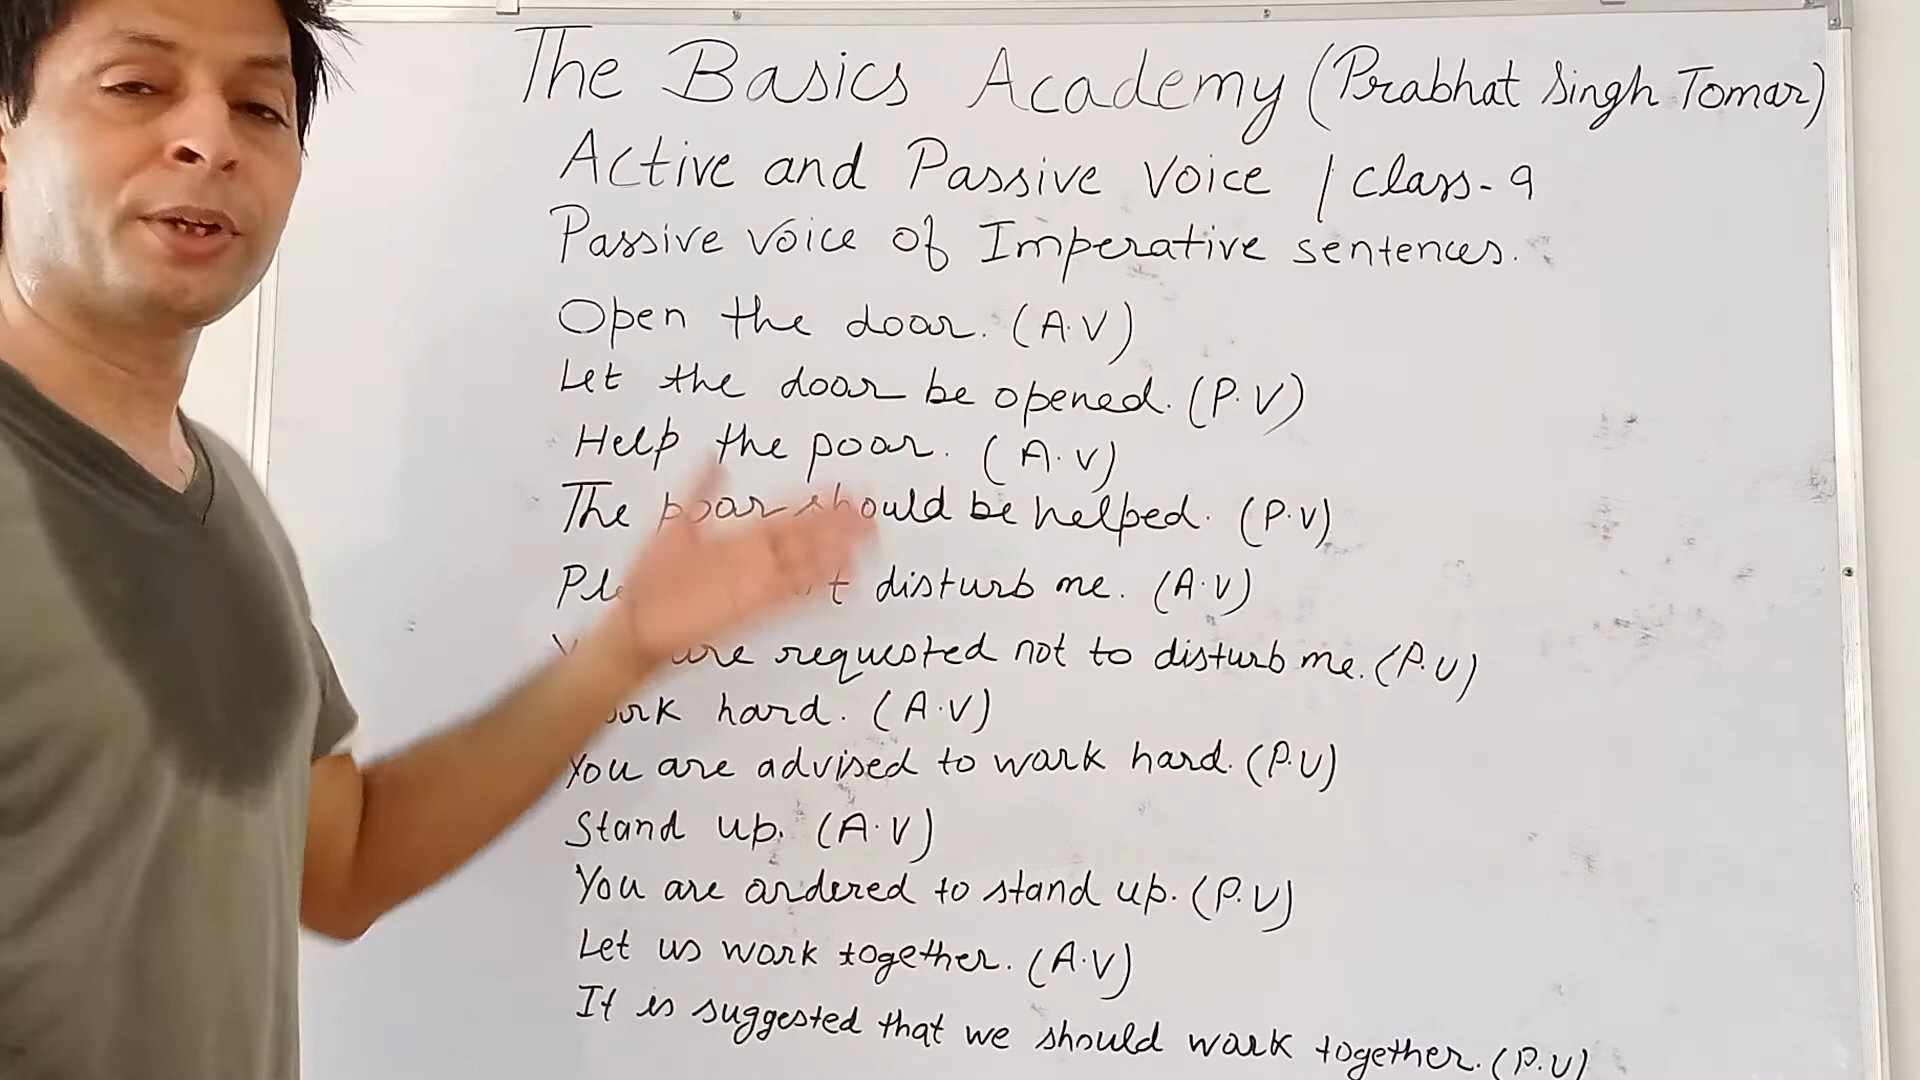 The Basics Academy (Prabhat Singh Tomar)
Active and Passive Voice / Class-9
Passive voice of Imperative sentences.
Open the door. (A.V)
Let the door be opened. (P.V)
Help the poor. (A.V)
The poor should be helped. (P.V)
disturb me. (A.V)
are requested not to disturb me. (P.V)
hard. (A.V)
You are advised to work hard. (P.V)
Stand up. (A.V)
You are ordered to stand up. (P.V)
Let us work together. (A.V)
It is suggested that we should work together. (P.V)